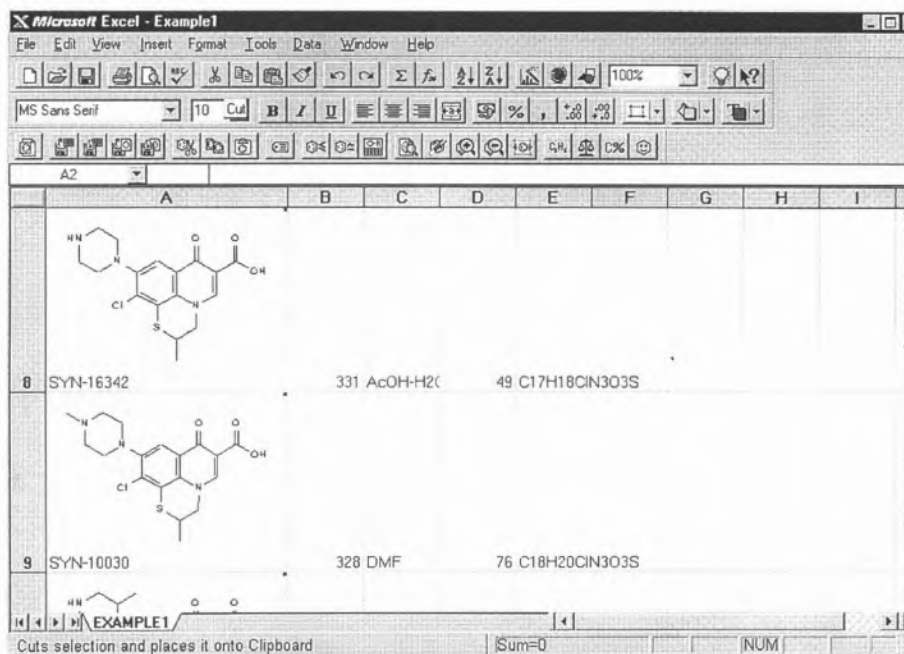 Microsoft Excel - Example1
File Edit View Insert Format Tools Data Window Help
100%
MS Sans Serif 10 Cut B I U % ,
A2
A B C D E F G H I
HN O O
N OH
Cl N
S
8 SYN-16342 331 AcOH-H2( 49 C17H18ClN3O3S
N O O
N OH
Cl N
S
9 SYN-10030 328 DMF 76 C18H20ClN3O3S
HN O O
EXAMPLE1
Cuts selection and places it onto Clipboard Sum=0 NUM